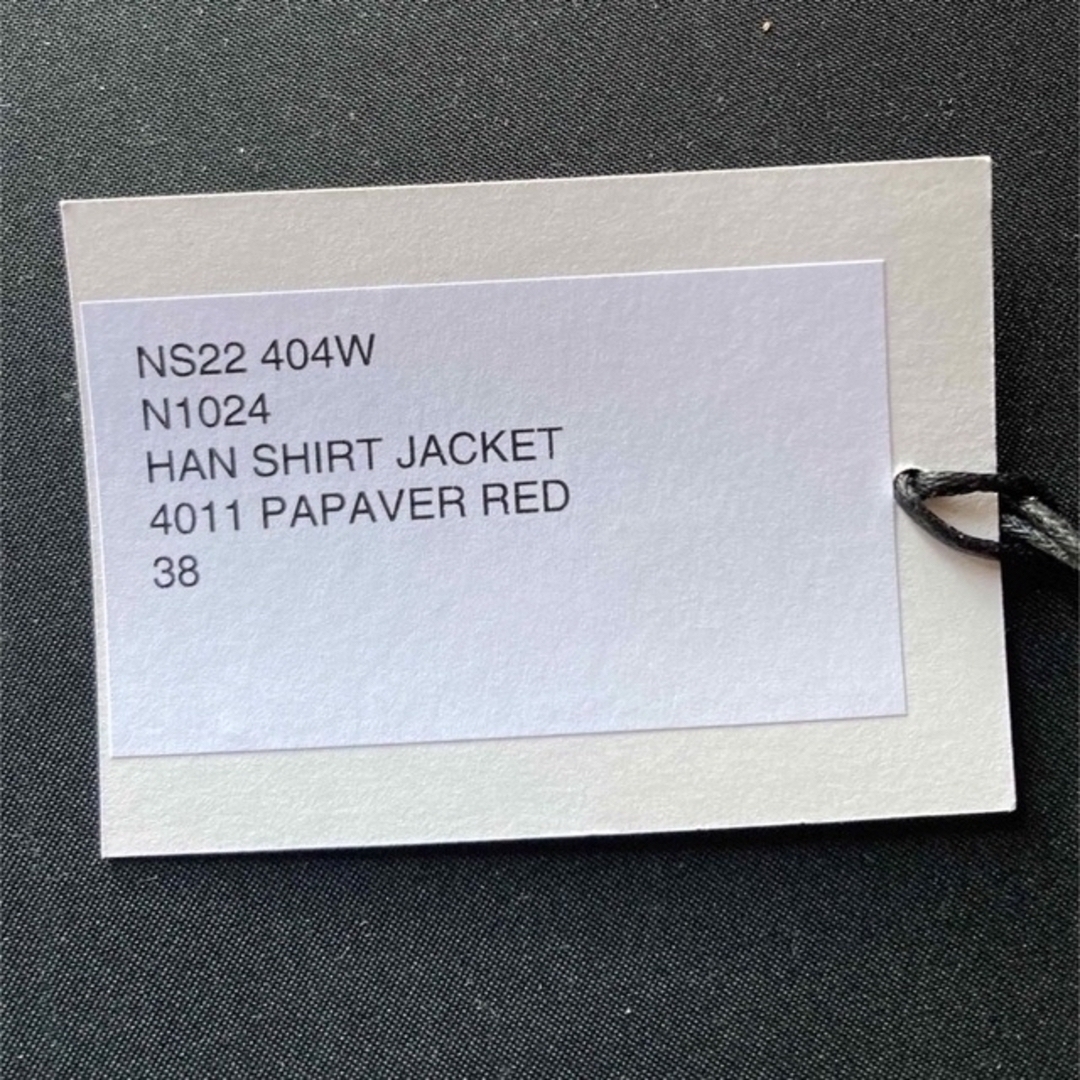 NS22 404W
N1024
HAN SHIRT JACKET
4011 PAPAVER RED
38